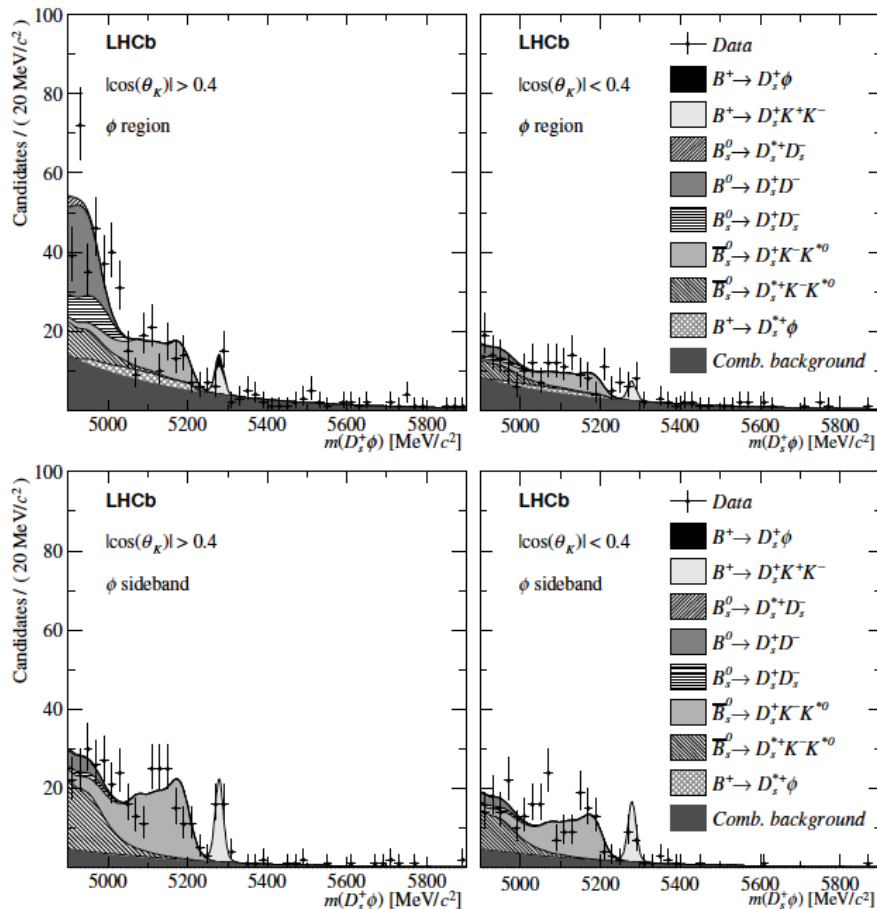 Candidates / ( 20 MeV/c²)
100
80
60
40
20
LHCb
|cos(θ_K)| > 0.4
ϕ region
5000 5200 5400 5600 5800
m(D_s^+ϕ) [MeV/c²]
LHCb
|cos(θ_K)| < 0.4
ϕ region
Data
B^+→ D_s^+ϕ
B^+→ D_s^+K^+K^-
B_s^0→ D_s^{*+}D_s^-
B^0→ D_s^+D^-
B_s^0→ D_s^+D_s^-
B̅_s^0→ D_s^+K^-K^{*0}
B̅_s^0→ D_s^{*+}K^-K^{*0}
B^+→ D_s^{*+}ϕ
Comb. background
5000 5200 5400 5600 5800
m(D_s^+ϕ) [MeV/c²]
Candidates / ( 20 MeV/c²)
100
80
60
40
20
LHCb
|cos(θ_K)| > 0.4
ϕ sideband
5000 5200 5400 5600 5800
m(D_s^+ϕ) [MeV/c²]
LHCb
|cos(θ_K)| < 0.4
ϕ sideband
Data
B^+→ D_s^+ϕ
B^+→ D_s^+K^+K^-
B_s^0→ D_s^{*+}D_s^-
B^0→ D_s^+D^-
B_s^0→ D_s^+D_s^-
B̅_s^0→ D_s^+K^-K^{*0}
B̅_s^0→ D_s^{*+}K^-K^{*0}
B^+→ D_s^{*+}ϕ
Comb. background
5000 5200 5400 5600 5800
m(D_s^+ϕ) [MeV/c²]